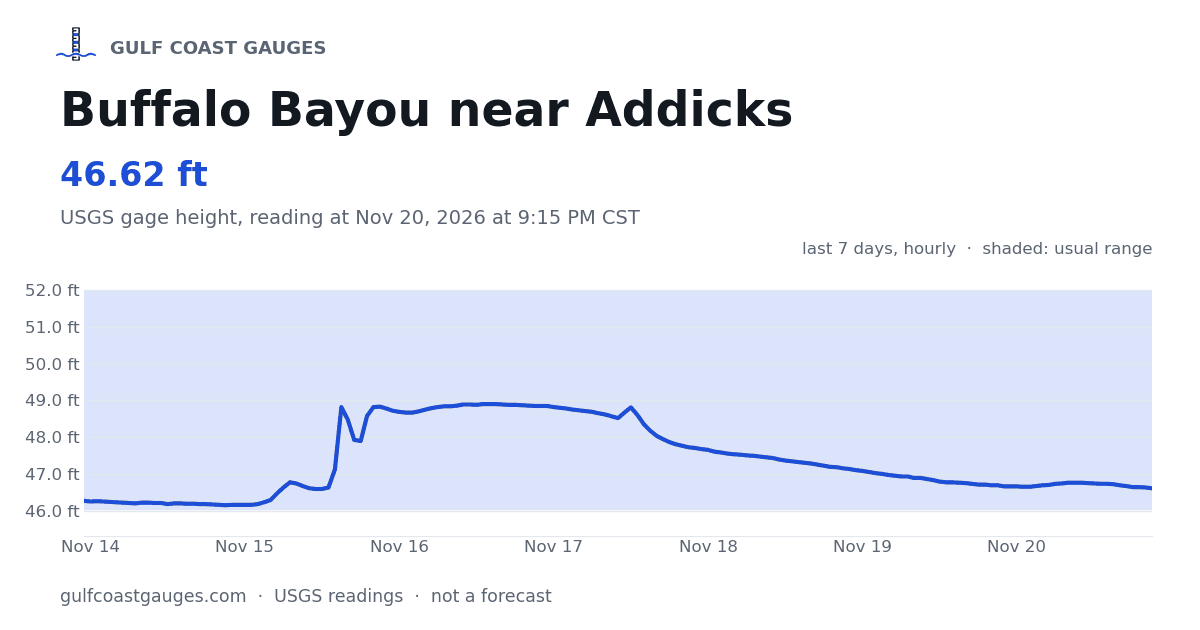 GULF COAST GAUGES
Buffalo Bayou near Addicks
46.62 ft
USGS gage height, reading at Nov 20, 2026 at 9:15 PM CST
last 7 days, hourly · shaded: usual range
52.0 ft
51.0 ft
50.0 ft
49.0 ft
48.0 ft
47.0 ft
46.0 ft
Nov 14 Nov 15 Nov 16 Nov 17 Nov 18 Nov 19 Nov 20
gulfcoastgauges.com · USGS readings · not a forecast